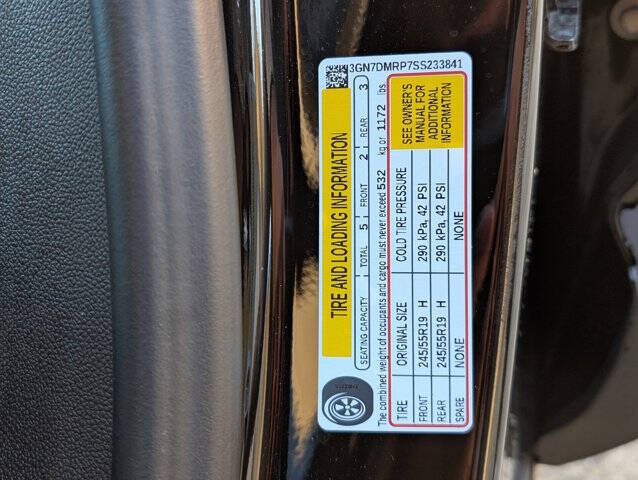 3GN7DMRP7SS233841
TIRE AND LOADING INFORMATION
SEATING CAPACITY TOTAL 5 FRONT 2 REAR 3
The combined weight of occupants and cargo must never exceed 532 kg or 1172 lbs
TIRE ORIGINAL SIZE COLD TIRE PRESSURE
FRONT 245/55R19 H 290 kPa, 42 PSI
REAR 245/55R19 H 290 kPa, 42 PSI
SPARE NONE NONE
SEE OWNER'S
MANUAL FOR
ADDITIONAL
INFORMATION